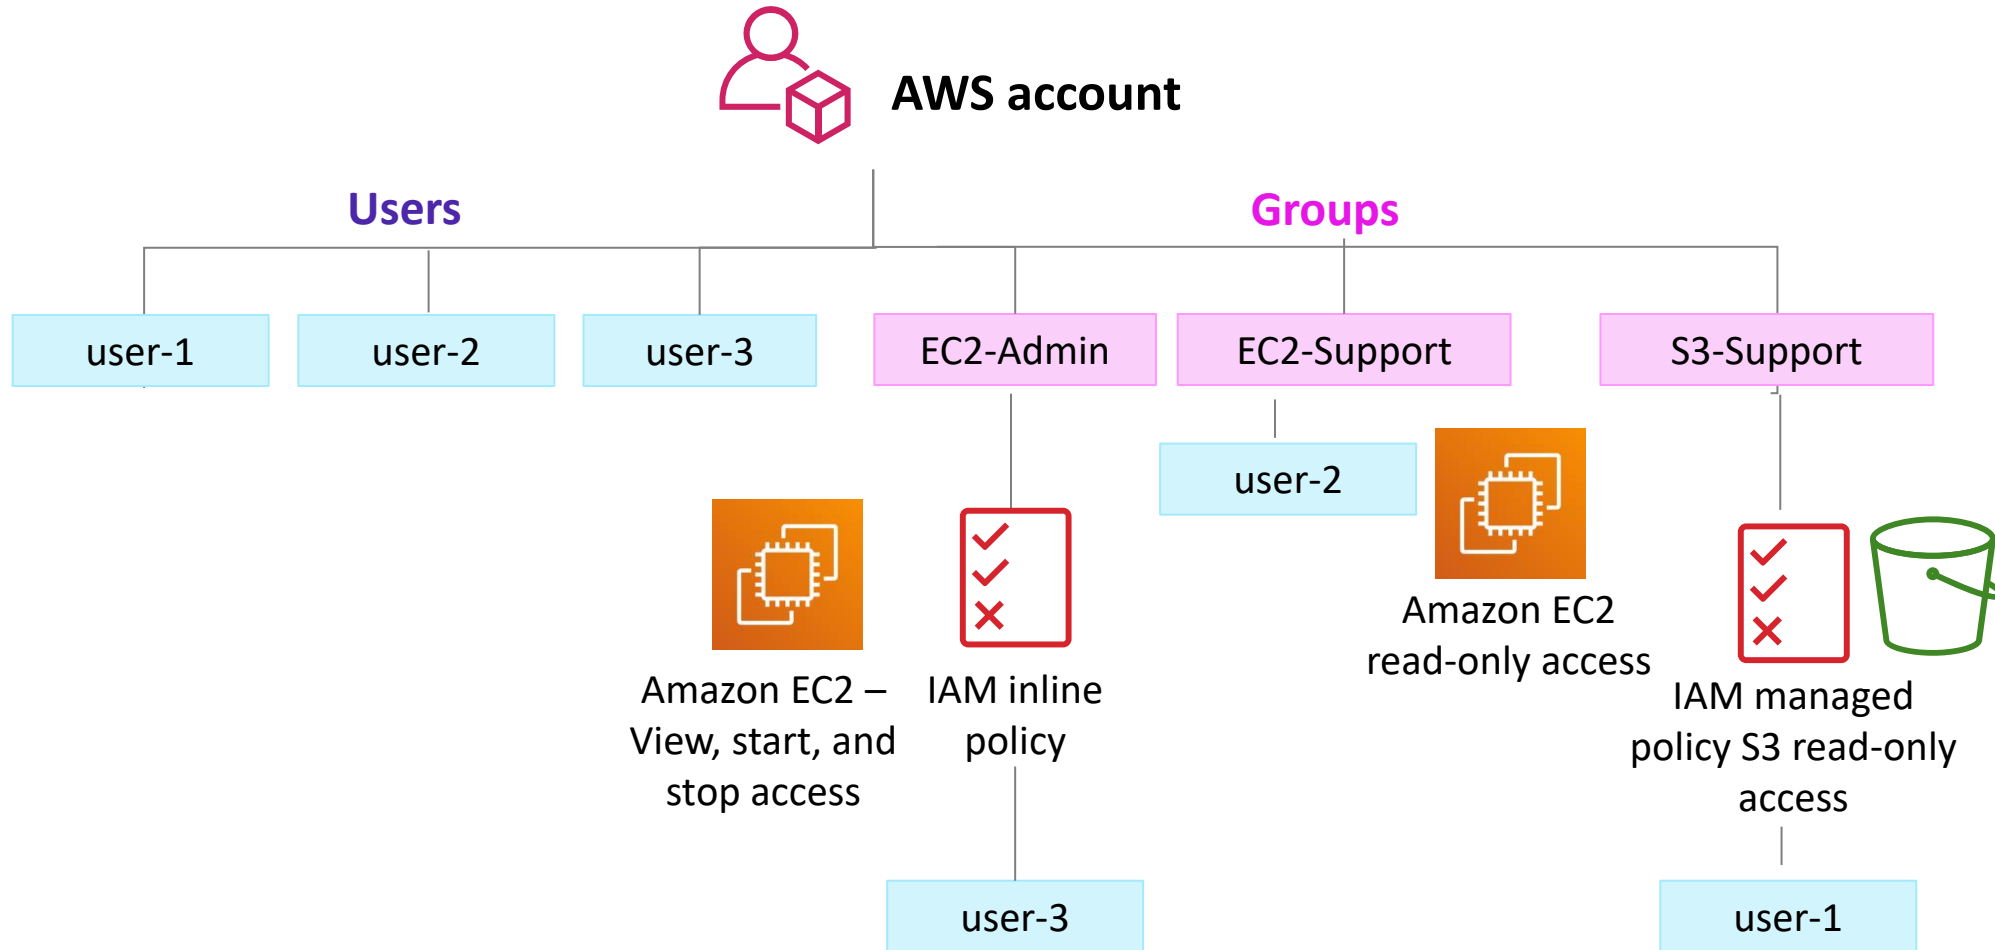 AWS account
Users
Groups
user-1
user-2
user-3
EC2-Admin
EC2-Support
S3-Support
user-2
Amazon EC2 –
View, start, and
stop access
IAM inline
policy
Amazon EC2
read-only access
IAM managed
policy S3 read-only
access
user-3
user-1